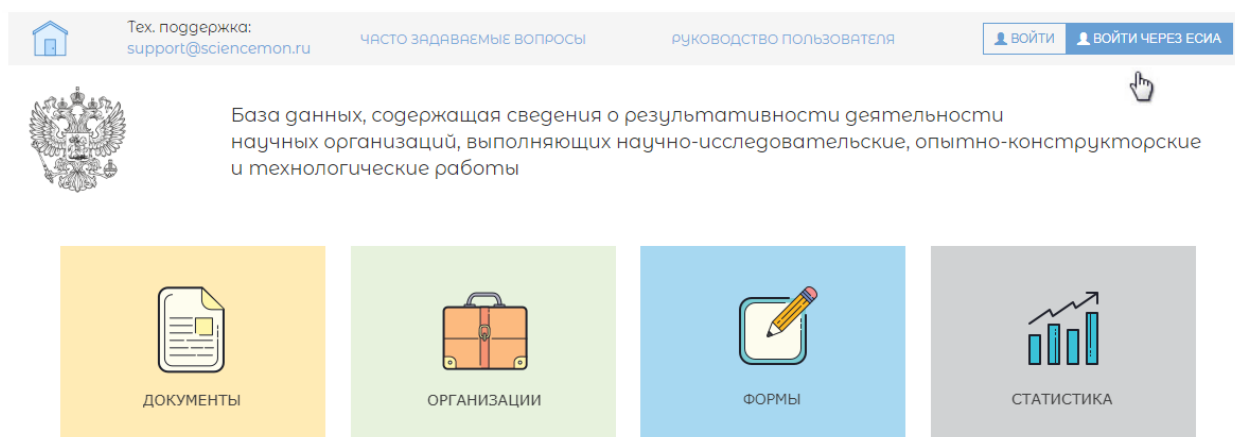 Тех. поддержка:
support@sciencemon.ru
ЧАСТО ЗАДАВАЕМЫЕ ВОПРОСЫ
РУКОВОДСТВО ПОЛЬЗОВАТЕЛЯ
ВОЙТИ
ВОЙТИ ЧЕРЕЗ ЕСИА
База данных, содержащая сведения о результативности деятельности
научных организаций, выполняющих научно-исследовательские, опытно-конструкторские
и технологические работы
ДОКУМЕНТЫ
ОРГАНИЗАЦИИ
ФОРМЫ
СТАТИСТИКА